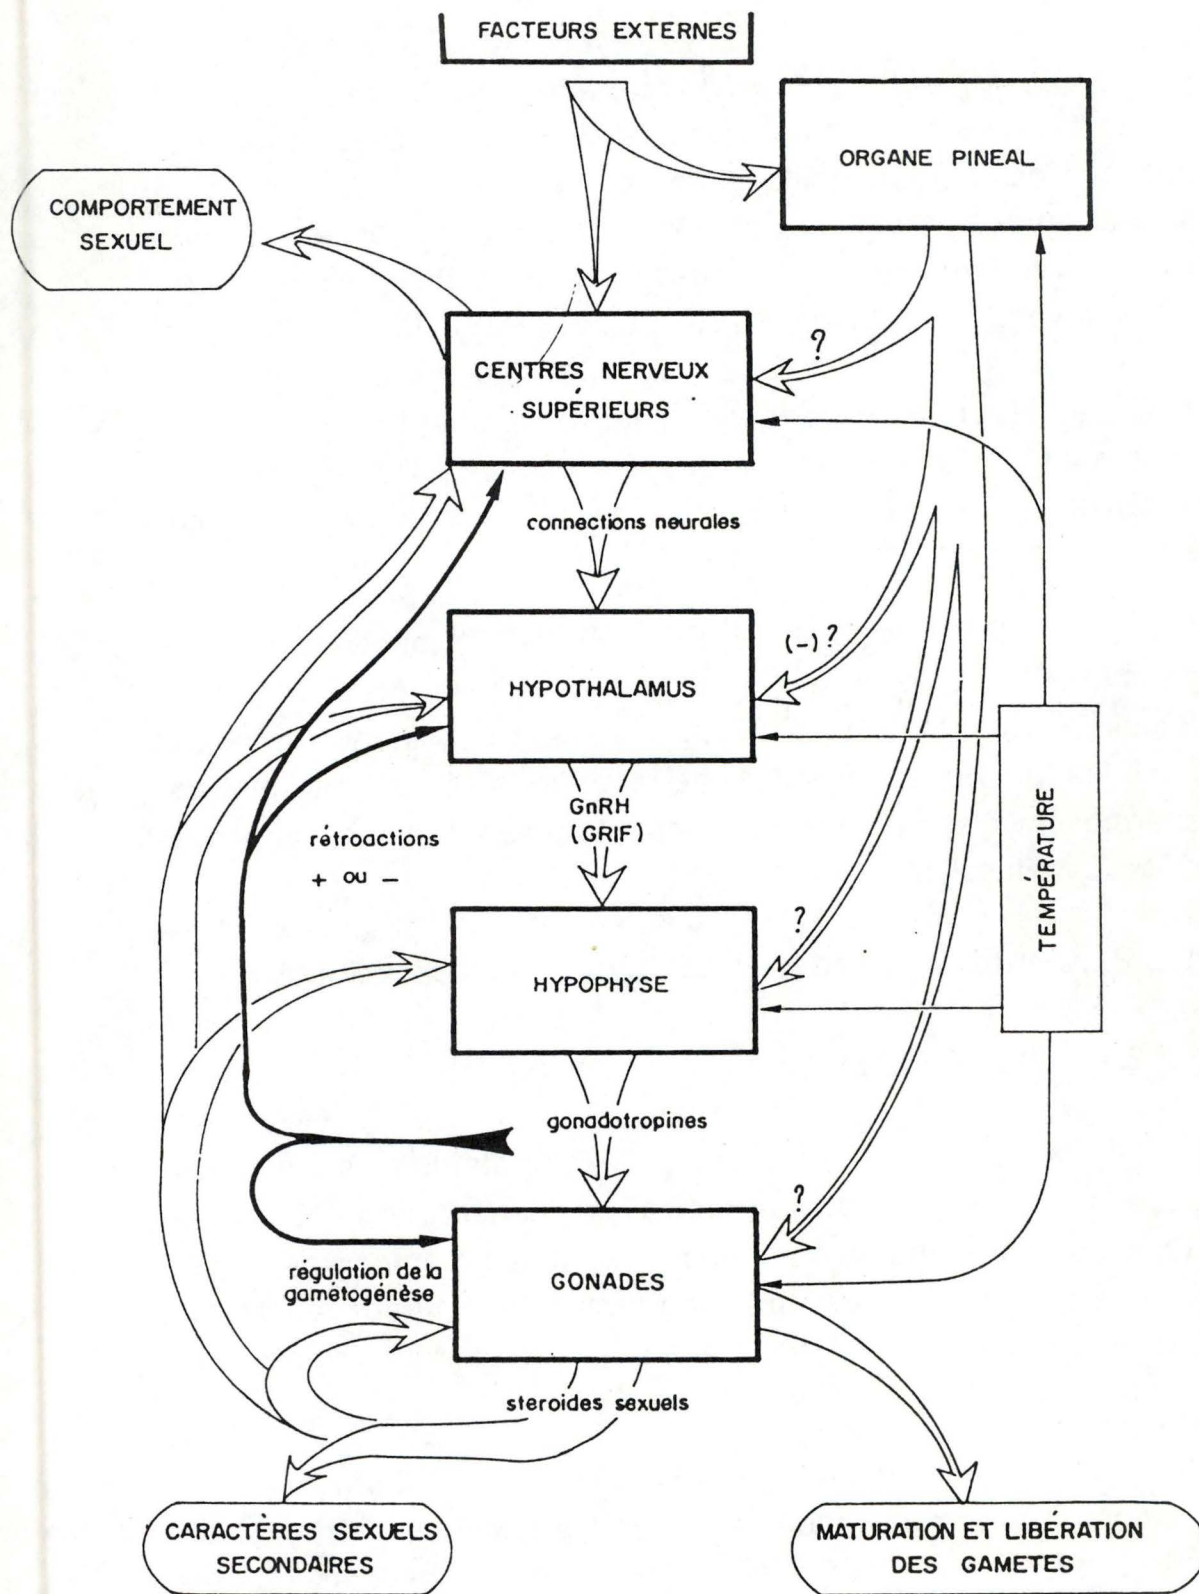 FACTEURS EXTERNES
ORGANE PINEAL
COMPORTEMENT
SEXUEL
?
CENTRES NERVEUX
SUPÉRIEURS
connections neurales
(-) ?
HYPOTHALAMUS
GnRH
(GRIF)
rétroactions
+ ou -
TEMPÉRATURE
?
HYPOPHYSE
gonadotropines
?
régulation de la
gamétogénèse
GONADES
steroides sexuels
CARACTÈRES SEXUELS
SECONDAIRES
MATURATION ET LIBÉRATION
DES GAMETES